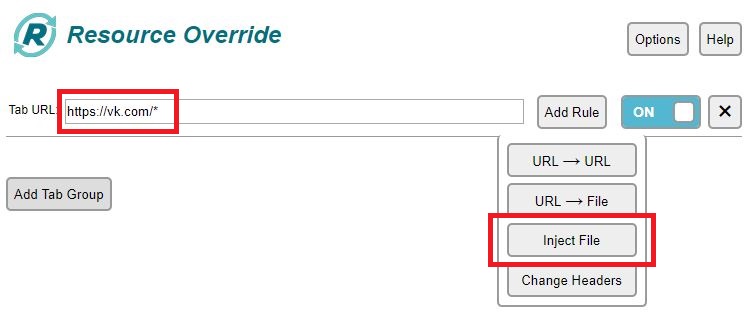 R Resource Override
Options Help
Tab URL: https://vk.com/* Add Rule ON ×
URL → URL
Add Tab Group
URL → File
Inject File
Change Headers